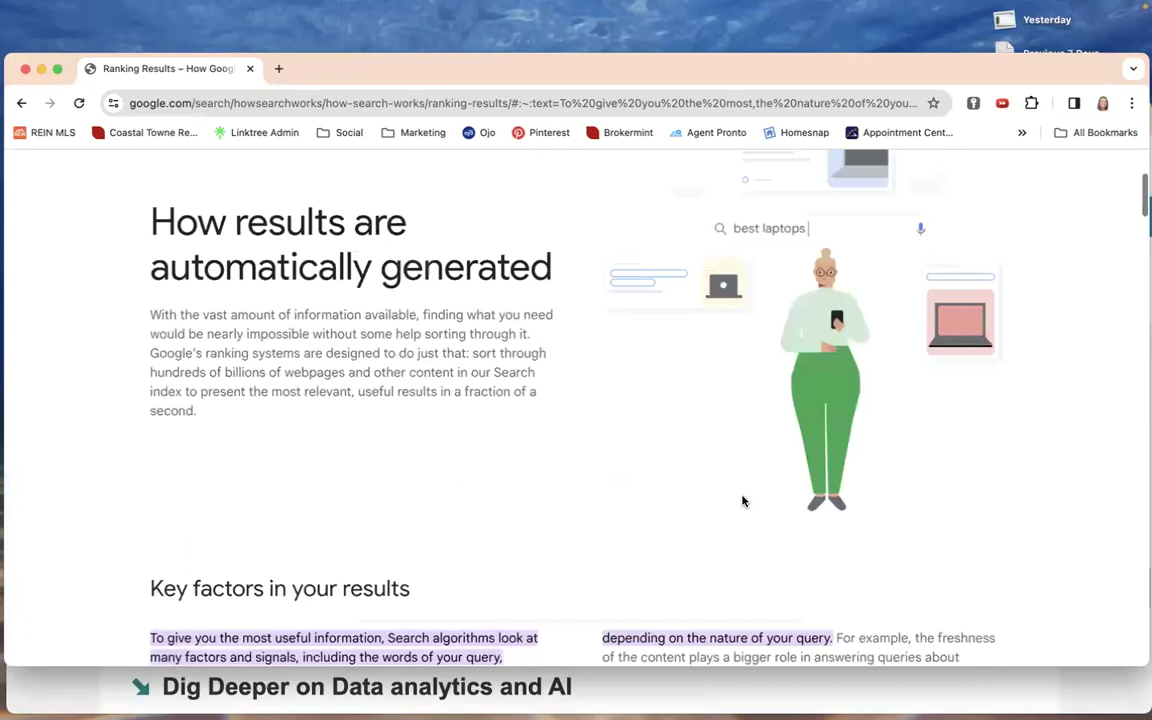 Yesterday
Ranking Results – How Goog
google.com/search/howsearchworks/how-search-works/ranking-results/#:~:text=To%20give%20you%20the%20most,the%20nature%20of%20you...
REIN MLS
Coastal Towne Re...
Linktree Admin
Social
Marketing
Ojo
Pinterest
Brokermint
Agent Pronto
Homesnap
Appointment Cent...
»
All Bookmarks
best laptops
How results are
automatically generated
With the vast amount of information available, finding what you need
would be nearly impossible without some help sorting through it.
Google's ranking systems are designed to do just that: sort through
hundreds of billions of webpages and other content in our Search
index to present the most relevant, useful results in a fraction of a
second.
Key factors in your results
To give you the most useful information, Search algorithms look at
many factors and signals, including the words of your query,
depending on the nature of your query. For example, the freshness
of the content plays a bigger role in answering queries about
Dig Deeper on Data analytics and AI